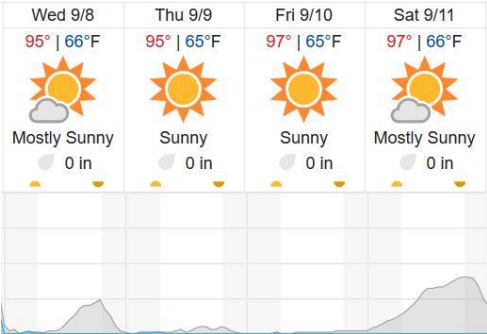 Wed 9/8 Thu 9/9 Fri 9/10 Sat 9/11
95° | 66°F 95° | 65°F 97° | 65°F 97° | 66°F
Mostly Sunny Sunny Sunny Mostly Sunny
0 in 0 in 0 in 0 in